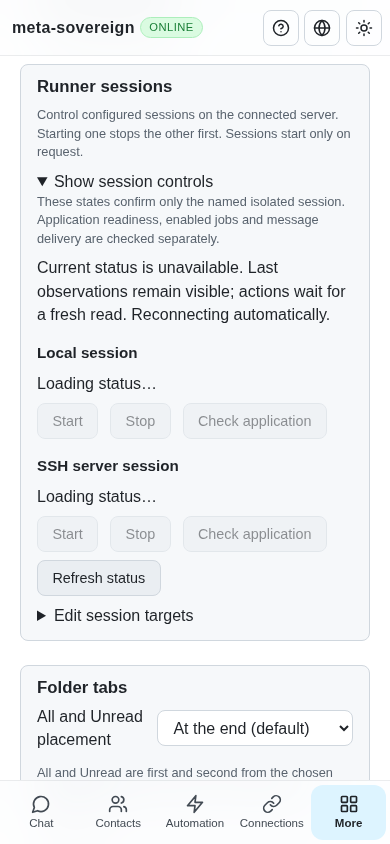 meta-sovereign ONLINE
Runner sessions
Control configured sessions on the connected server.
Starting one stops the other first. Sessions start only on
request.
Show session controls
These states confirm only the named isolated session.
Application readiness, enabled jobs and message
delivery are checked separately.
Current status is unavailable. Last
observations remain visible; actions wait for
a fresh read. Reconnecting automatically.
Local session
Loading status…
Start Stop Check application
SSH server session
Loading status…
Start Stop Check application
Refresh status
Edit session targets
Folder tabs
All and Unread
placement
At the end (default)
All and Unread are first and second from the chosen
Chat Contacts Automation Connections More